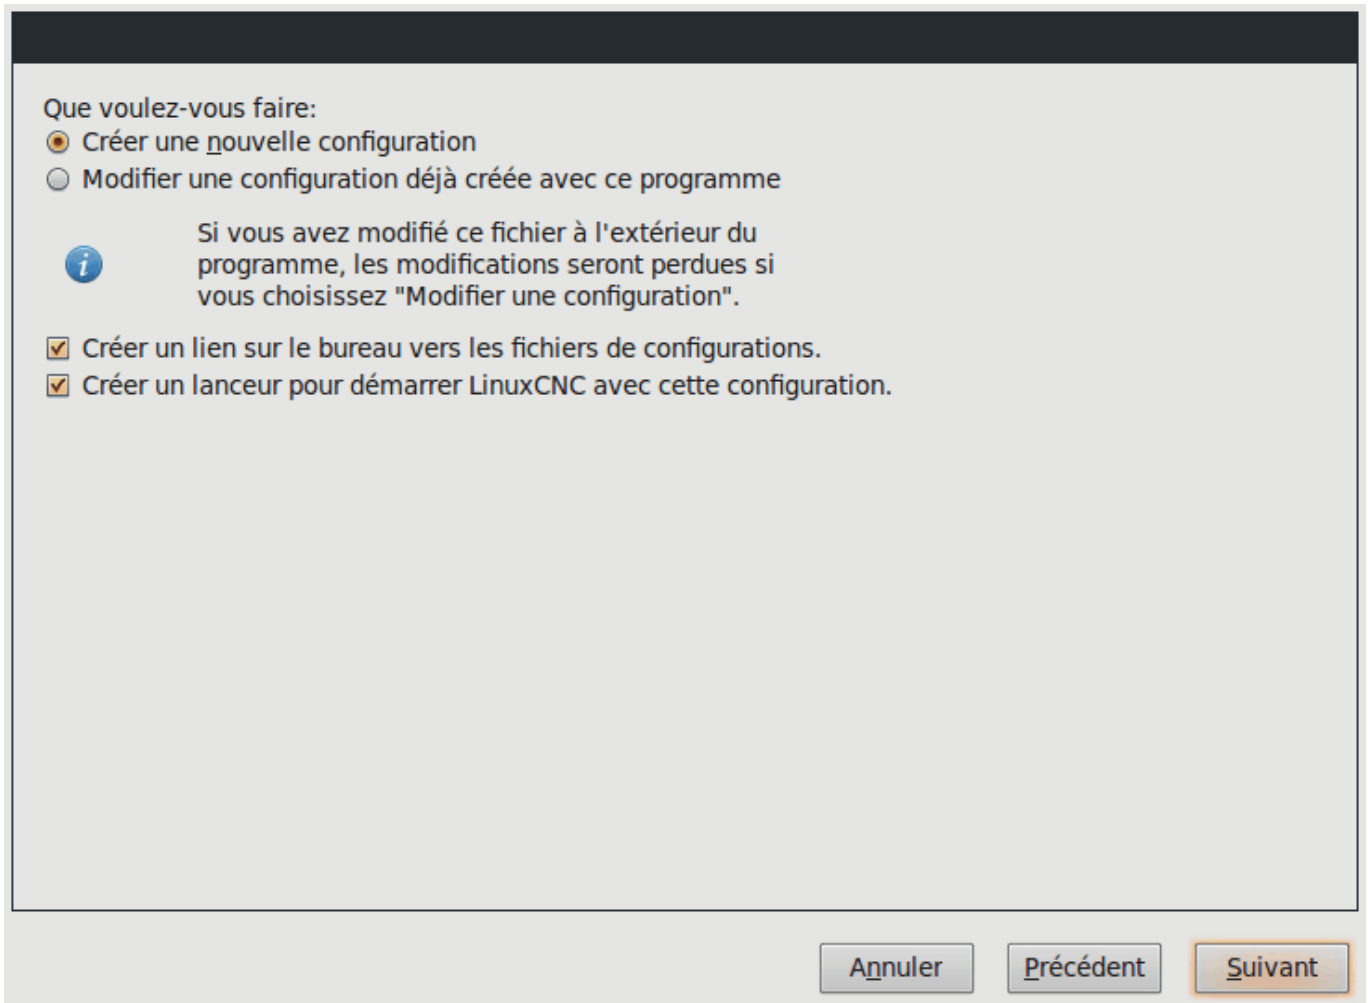 Que voulez-vous faire:
Créer une nouvelle configuration
Modifier une configuration déjà créée avec ce programme
Si vous avez modifié ce fichier à l'extérieur du
programme, les modifications seront perdues si
vous choisissez "Modifier une configuration".
Créer un lien sur le bureau vers les fichiers de configurations.
Créer un lanceur pour démarrer LinuxCNC avec cette configuration.
Annuler Précédent Suivant